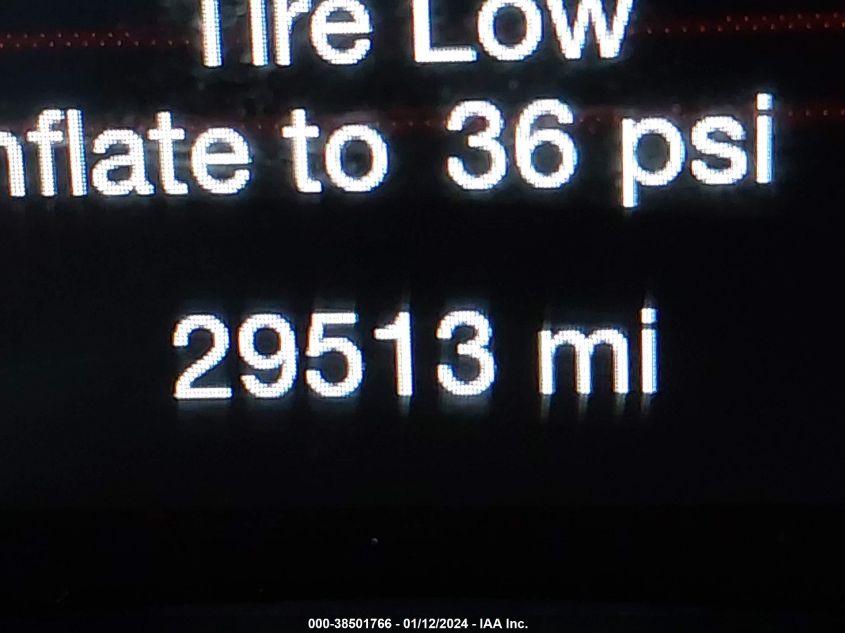 Tire Low
nflate to 36 psi
29513 mi
000-38501766 - 01/12/2024 - IAA Inc.